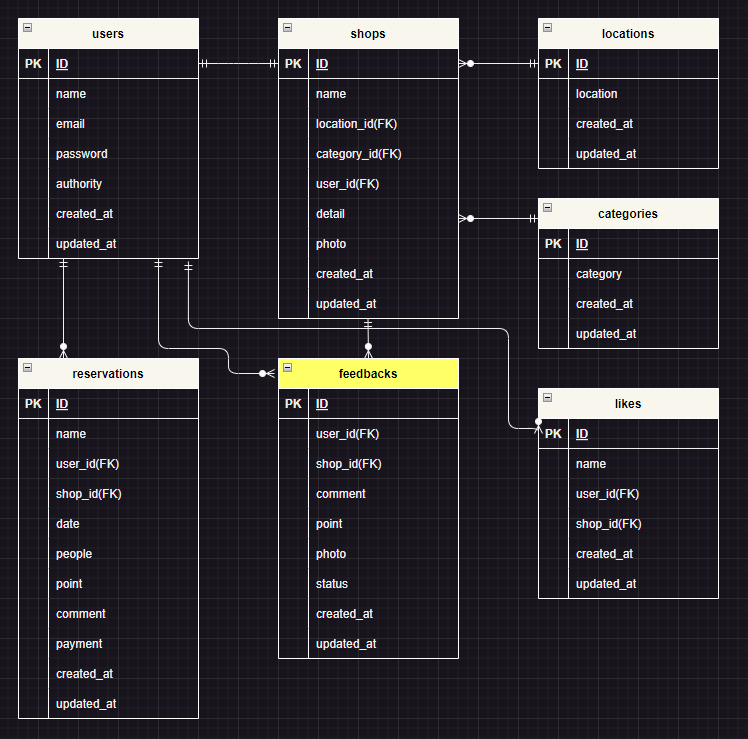 users
PK ID
name
email
password
authority
created_at
updated_at
shops
PK ID
name
location_id(FK)
category_id(FK)
user_id(FK)
detail
photo
created_at
updated_at
locations
PK ID
location
created_at
updated_at
categories
PK ID
category
created_at
updated_at
reservations
PK ID
name
user_id(FK)
shop_id(FK)
date
people
point
comment
payment
created_at
updated_at
feedbacks
PK ID
user_id(FK)
shop_id(FK)
comment
point
photo
status
created_at
updated_at
likes
PK ID
name
user_id(FK)
shop_id(FK)
created_at
updated_at